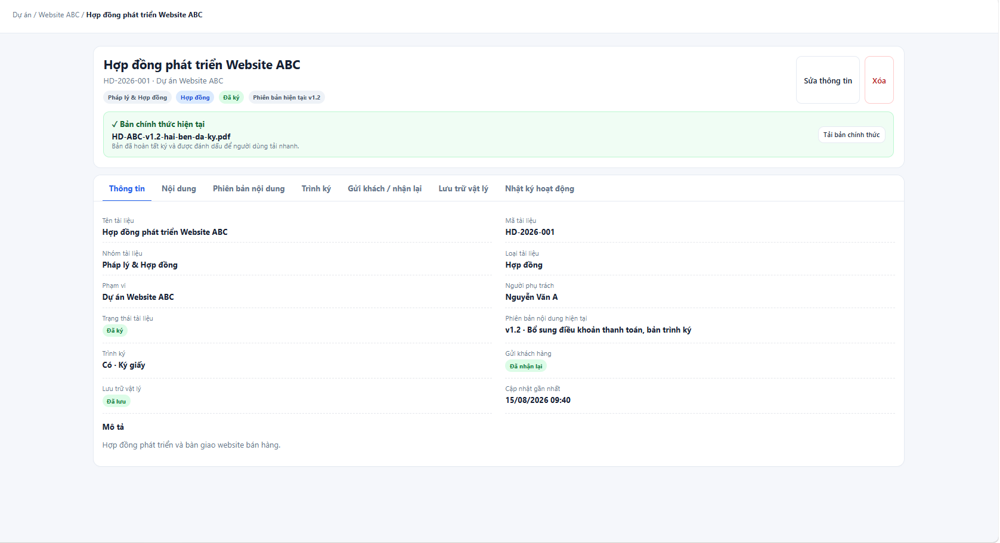 Dự án / Website ABC / Hợp đồng phát triển Website ABC
Hợp đồng phát triển Website ABC
HD-2026-001 · Dự án Website ABC
Pháp lý & Hợp đồng Hợp đồng Đã ký Phiên bản hiện tại: v1.2
Sửa thông tin
Xóa
✓ Bản chính thức hiện tại
HD-ABC-v1.2-hai-ben-da-ky.pdf
Bản đã hoàn tất ký và được đánh dấu để người dùng tải nhanh.
Tải bản chính thức
Thông tin Nội dung Phiên bản nội dung Trình ký Gửi khách / nhận lại Lưu trữ vật lý Nhật ký hoạt động
Tên tài liệu
Hợp đồng phát triển Website ABC
Mã tài liệu
HD-2026-001
Nhóm tài liệu
Pháp lý & Hợp đồng
Loại tài liệu
Hợp đồng
Phạm vi
Dự án Website ABC
Người phụ trách
Nguyễn Văn A
Trạng thái tài liệu
Đã ký
Phiên bản nội dung hiện tại
v1.2 · Bổ sung điều khoản thanh toán, bản trình ký
Trình ký
Có · Ký giấy
Gửi khách hàng
Đã nhận lại
Lưu trữ vật lý
Đã lưu
Cập nhật gần nhất
15/08/2026 09:40
Mô tả
Hợp đồng phát triển và bàn giao website bán hàng.